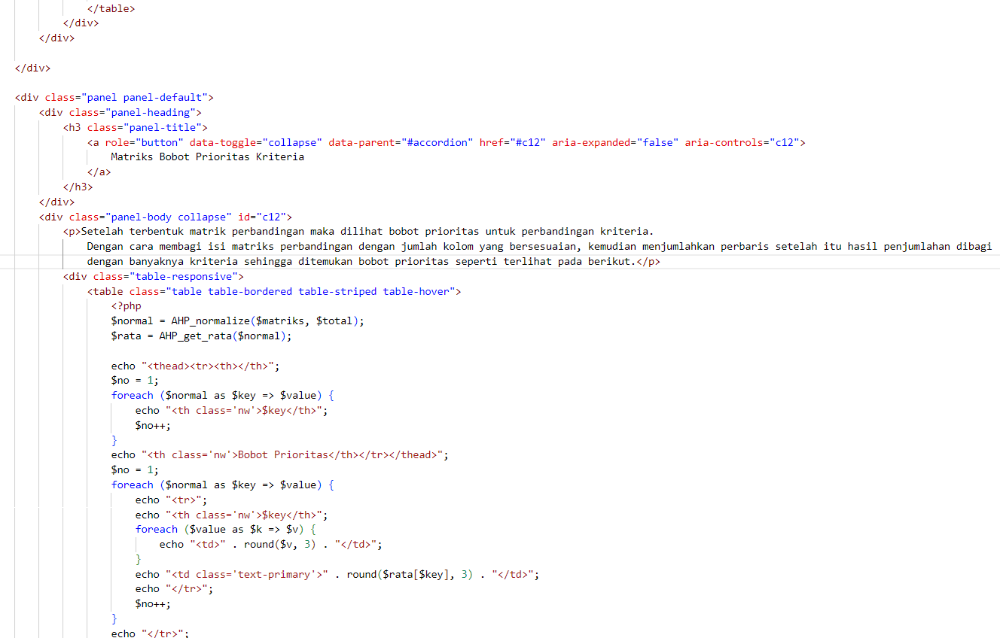 </table>
</div>
</div>
</div>
<div class="panel panel-default">
<div class="panel-heading">
<h3 class="panel-title">
<a role="button" data-toggle="collapse" data-parent="#accordion" href="#c12" aria-expanded="false" aria-controls="c12">
Matriks Bobot Prioritas Kriteria
</a>
</h3>
</div>
<div class="panel-body collapse" id="c12">
<p>Setelah terbentuk matrik perbandingan maka dilihat bobot prioritas untuk perbandingan kriteria.
Dengan cara membagi isi matriks perbandingan dengan jumlah kolom yang bersesuaian, kemudian menjumlahkan perbaris setelah itu hasil penjumlahan dibagi
dengan banyaknya kriteria sehingga ditemukan bobot prioritas seperti terlihat pada berikut.</p>
<div class="table-responsive">
<table class="table table-bordered table-striped table-hover">
<?php
$normal = AHP_normalize($matriks, $total);
$rata = AHP_get_rata($normal);
echo "<thead><tr><th></th>";
$no = 1;
foreach ($normal as $key => $value) {
echo "<th class='nw'>$key</th>";
$no++;
}
echo "<th class='nw'>Bobot Prioritas</th></tr></thead>";
$no = 1;
foreach ($normal as $key => $value) {
echo "<tr>";
echo "<th class='nw'>$key</th>";
foreach ($value as $k => $v) {
echo "<td>" . round($v, 3) . "</td>";
}
echo "<td class='text-primary'>" . round($rata[$key], 3) . "</td>";
echo "</tr>";
$no++;
}
echo "</tr>";